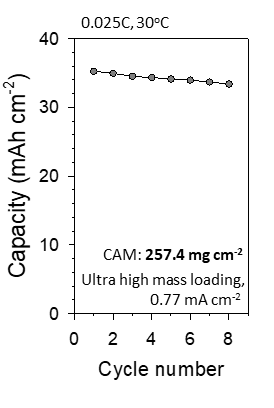 0.025C, 30°C
Capacity (mAh cm⁻²)
40
30
20
10
0
CAM: 257.4 mg cm⁻²
Ultra high mass loading,
0.77 mA cm⁻²
0 2 4 6 8
Cycle number